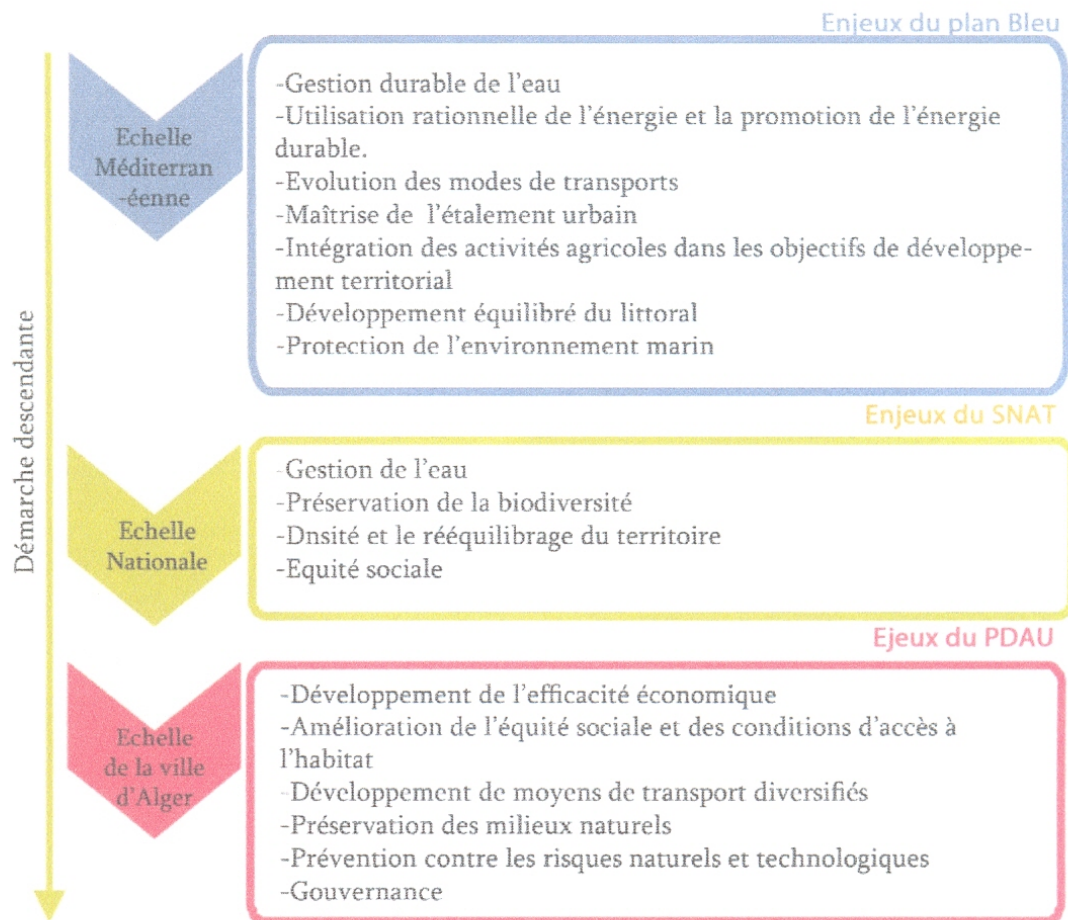 Enjeux du plan Bleu
Démarche descendante
Echelle
Méditerran
-éenne
-Gestion durable de l'eau
-Utilisation rationnelle de l'énergie et la promotion de l'énergie
durable.
-Evolution des modes de transports
-Maîtrise de l'étalement urbain
-Intégration des activités agricoles dans les objectifs de développe-
ment territorial
-Développement équilibré du littoral
-Protection de l'environnement marin
Enjeux du SNAT
Echelle
Nationale
-Gestion de l'eau
-Préservation de la biodiversité
-Dnsité et le rééquilibrage du territoire
-Equité sociale
Ejeux du PDAU
Echelle
de la ville
d'Alger
-Développement de l'efficacité économique
-Amélioration de l'équité sociale et des conditions d'accès à
l'habitat
-Développement de moyens de transport diversifiés
-Préservation des milieux naturels
-Prévention contre les risques naturels et technologiques
-Gouvernance